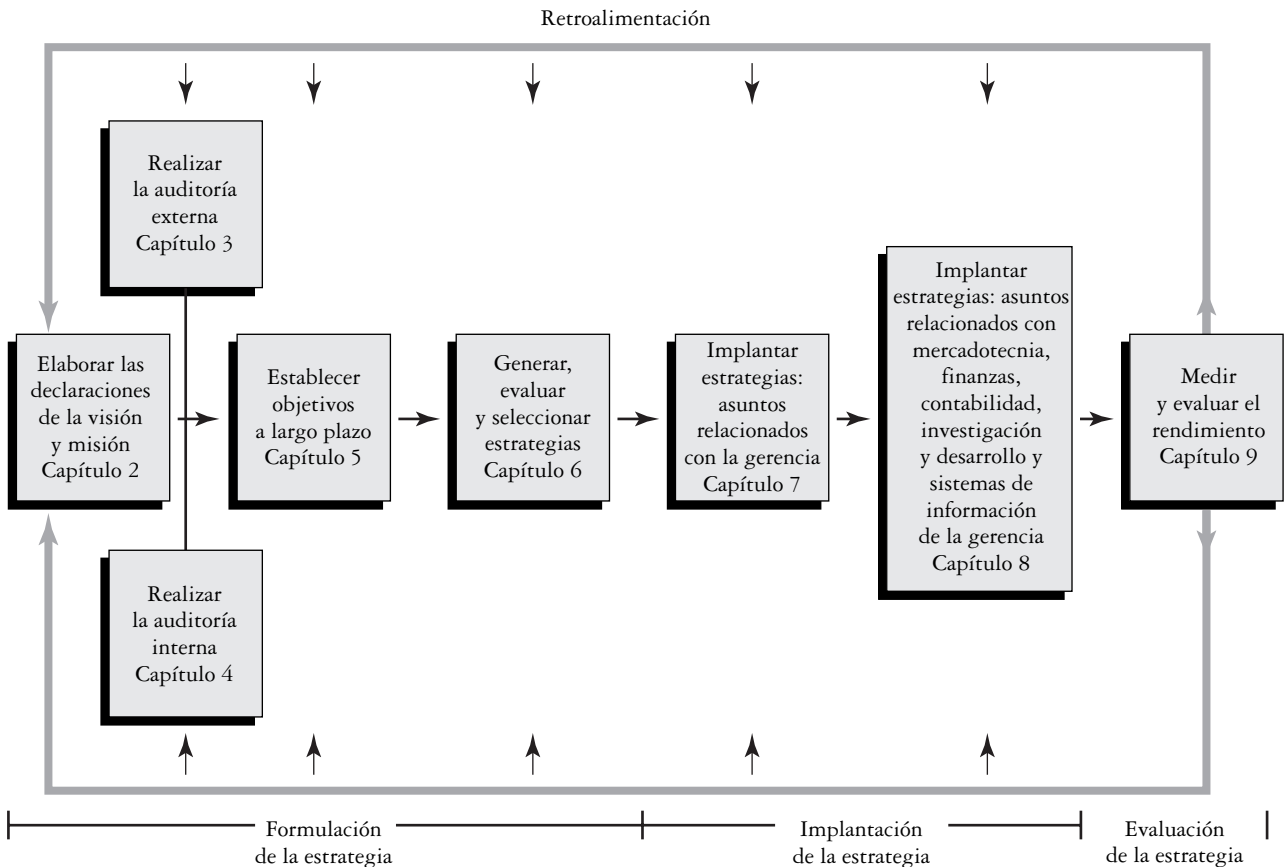 Retroalimentación
Realizar
la auditoría
externa
Capítulo 3
Elaborar las
declaraciones
de la visión
y misión
Capítulo 2
Realizar
la auditoría
interna
Capítulo 4
Establecer
objetivos
a largo plazo
Capítulo 5
Generar,
evaluar
y seleccionar
estrategias
Capítulo 6
Implantar
estrategias:
asuntos
relacionados
con la gerencia
Capítulo 7
Implantar
estrategias: asuntos
relacionados con
mercadotecnia,
finanzas,
contabilidad,
investigación
y desarrollo y
sistemas de
información
de la gerencia
Capítulo 8
Medir
y evaluar el
rendimiento
Capítulo 9
Formulación
de la estrategia
Implantación
de la estrategia
Evaluación
de la estrategia